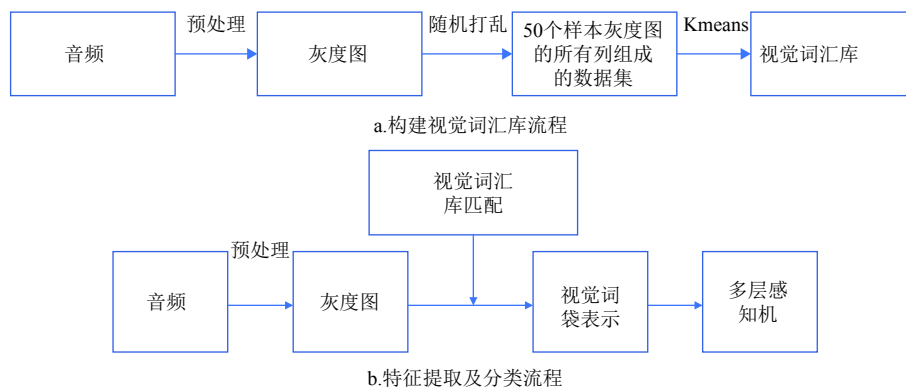 预处理
随机打乱
Kmeans
音频
灰度图
50个样本灰度图
的所有列组成
的数据集
视觉词汇库
a.构建视觉词汇库流程
视觉词汇
库匹配
预处理
音频
灰度图
视觉词
袋表示
多层感
知机
b.特征提取及分类流程